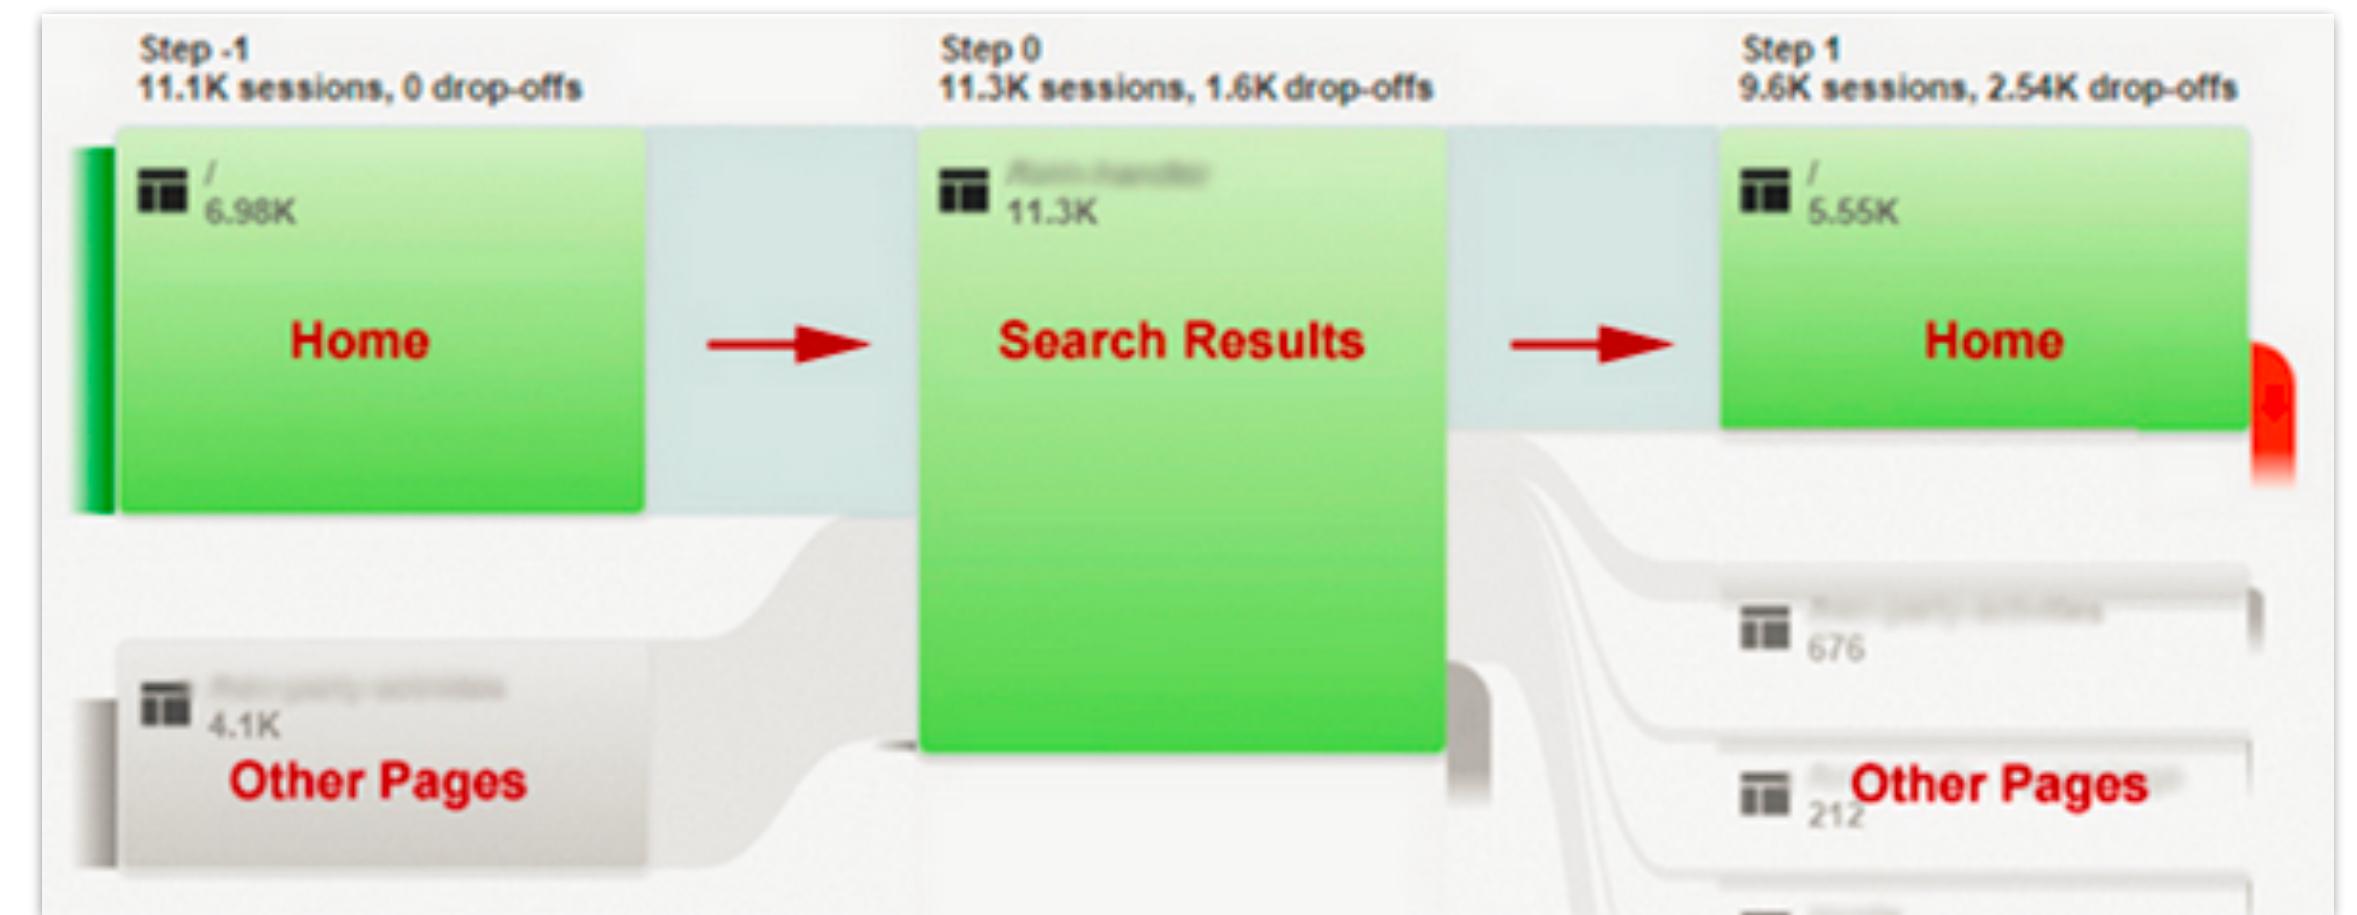 Step -1
11.1K sessions, 0 drop-offs
Step 0
11.3K sessions, 1.6K drop-offs
Step 1
9.6K sessions, 2.54K drop-offs
/
6.98K
Home
11.3K
Search Results
/
5.55K
Home
4.1K
Other Pages
676
212
Other Pages